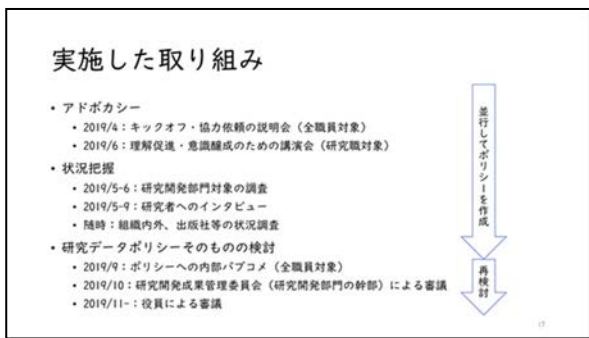 実施した取り組み
• アドボカシー
• 2019/4：キックオフ・協力依頼の説明会（全職員対象）
• 2019/6：理解促進・意識醸成のための講演会（研究職対象）
• 状況把握
• 2019/5-6：研究開発部門対象の調査
• 2019/5-9：研究者へのインタビュー
• 随時：組織内外、出版社等の状況調査
• 研究データポリシーそのものの検討
• 2019/9：ポリシーへの内部パブコメ（全職員対象）
• 2019/10：研究開発成果管理委員会（研究開発部門の幹部）による審議
• 2019/11-：役員による審議
並行してポリシーを作成
再検討
17